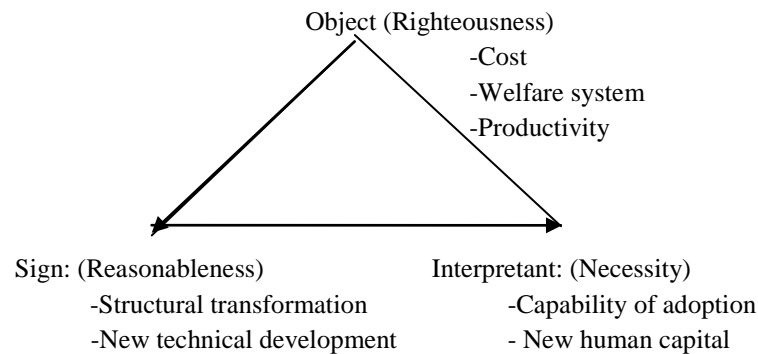 Object (Righteousness)
-Cost
-Welfare system
-Productivity
Sign: (Reasonableness)
-Structural transformation
-New technical development
Interpretant: (Necessity)
-Capability of adoption
- New human capital